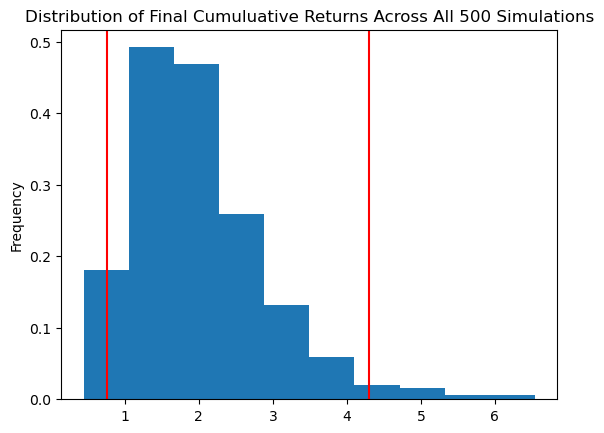 Distribution of Final Cumuluative Returns Across All 500 Simulations
0.5
0.4
0.3
0.2
0.1
0.0
Frequency
1 2 3 4 5 6